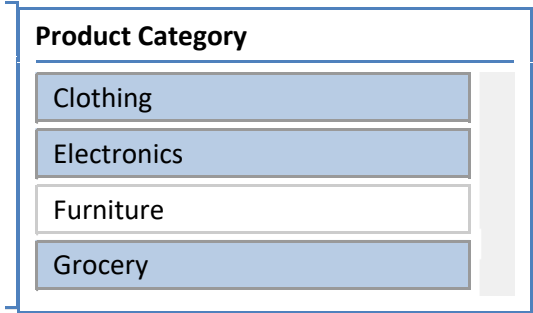 Product Category
Clothing
Electronics
Furniture
Grocery